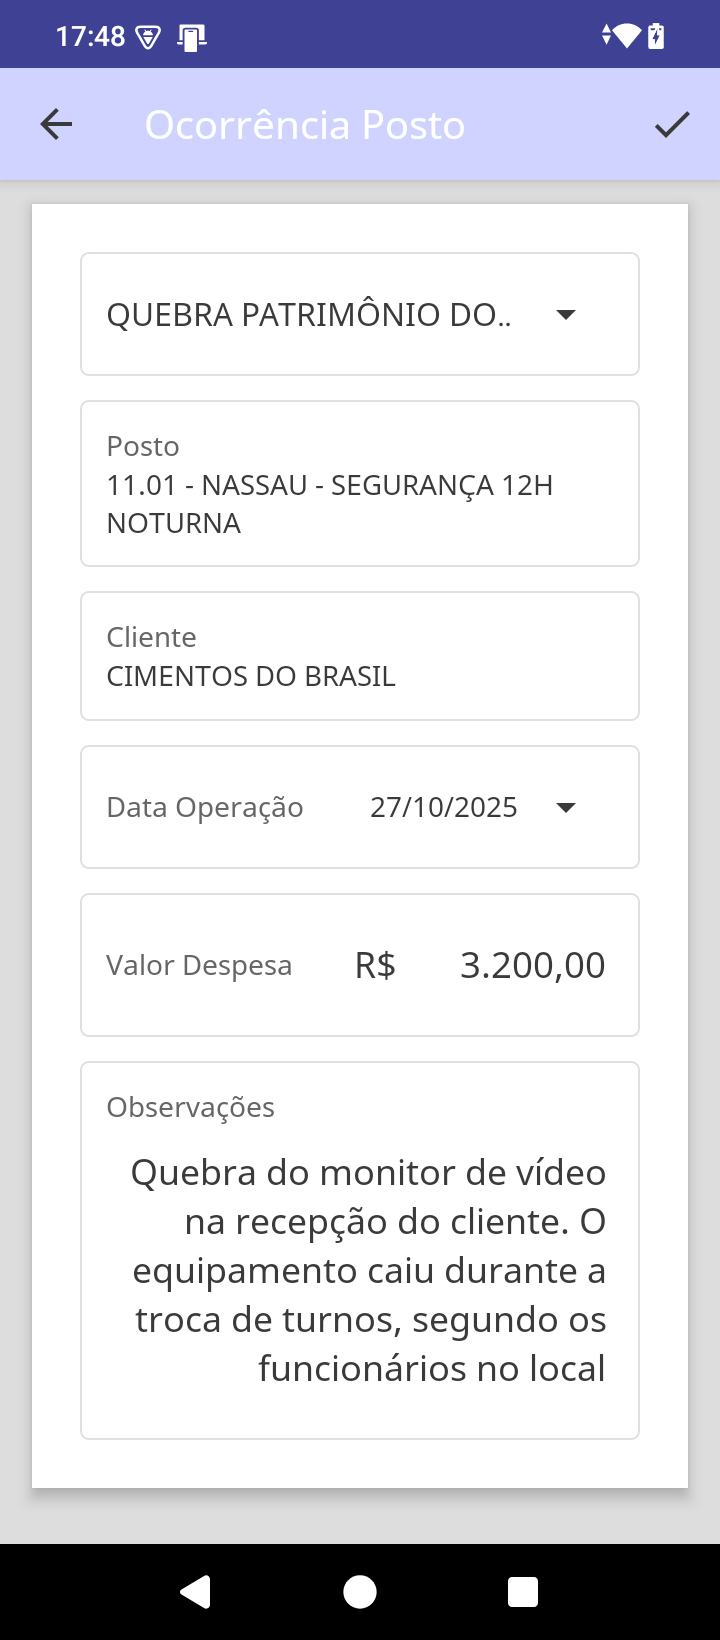 17:48
Ocorrência Posto
QUEBRA PATRIMÔNIO DO..
Posto
11.01 - NASSAU - SEGURANÇA 12H
NOTURNA
Cliente
CIMENTOS DO BRASIL
Data Operação 27/10/2025
Valor Despesa R$ 3.200,00
Observações
Quebra do monitor de vídeo
na recepção do cliente. O
equipamento caiu durante a
troca de turnos, segundo os
funcionários no local